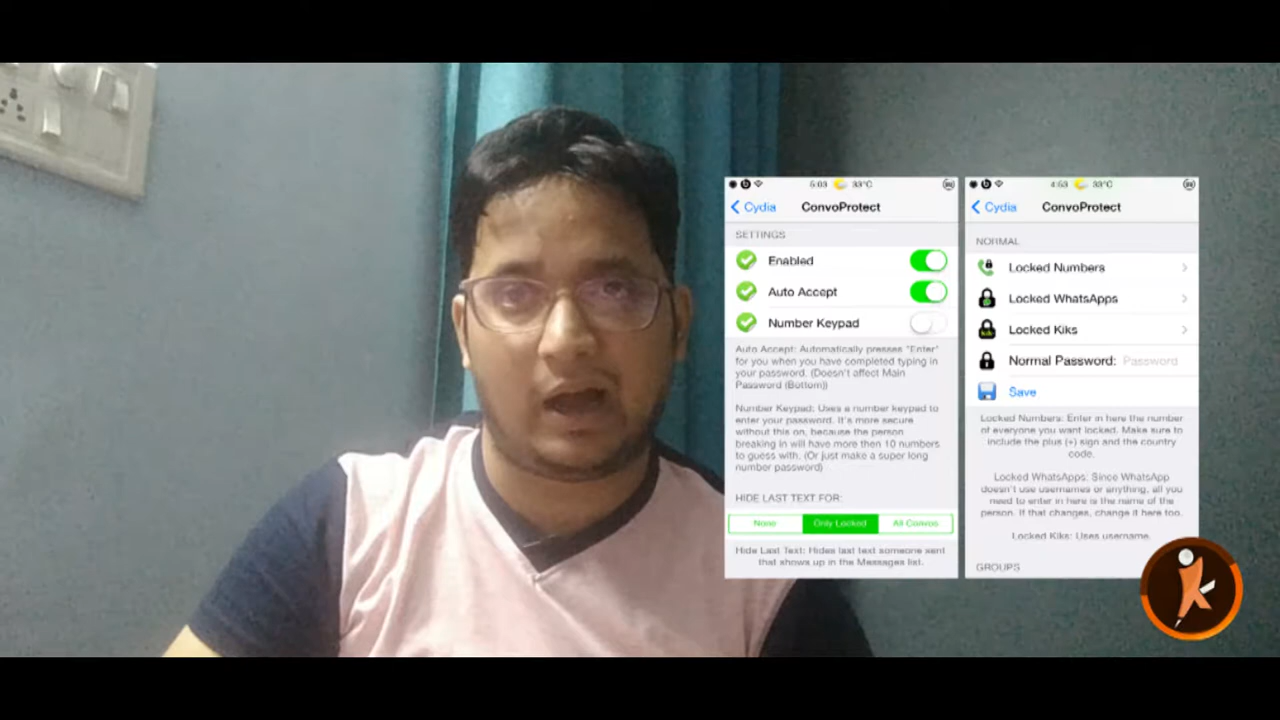 5:03 33°C
Cydia ConvoProtect
SETTINGS
Enabled
Auto Accept
Number Keypad
Auto Accept: Automatically presses "Enter"
for you when you have completed typing in
your password. (Doesn't affect Main
Password (Bottom))
Number Keypad: Uses a number keypad to
enter your password. It's more secure
without this on, because the person
breaking in will have more then 10 numbers
to guess with. (Or just make a super long
number password)
HIDE LAST TEXT FOR:
None Only Locked All Convos
Hide Last Text: Hides last text someone sent
that shows up in the Messages list.
4:53 33°C
Cydia ConvoProtect
NORMAL
Locked Numbers
Locked WhatsApps
Locked Kiks
Normal Password: Password
Save
Locked Numbers: Enter in here the number
of everyone you want locked. Make sure to
include the plus (+) sign and the country
code.
Locked WhatsApps: Since WhatsApp
doesn't use usernames or anything, all you
need to enter in here is the name of the
person. If that changes, change it here too.
Locked Kiks: Uses username.
GROUPS